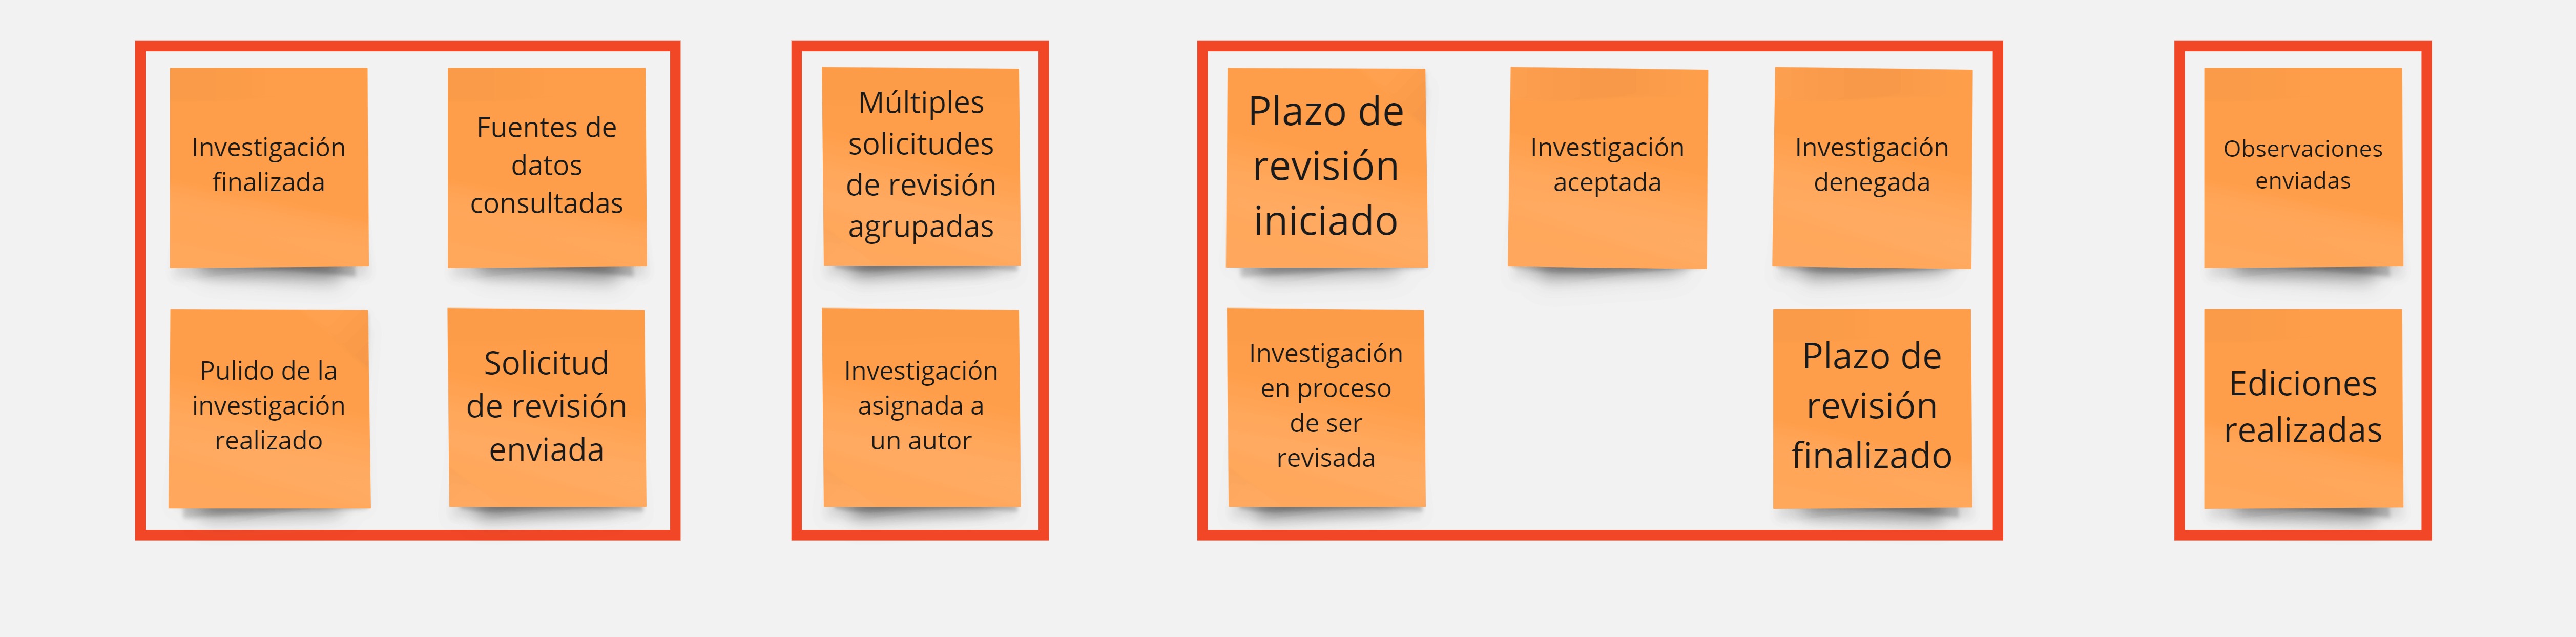 Investigación
finalizada
Fuentes de
datos
consultadas
Pulido de la
investigación
realizado
Solicitud
de revisión
enviada
Múltiples
solicitudes
de revisión
agrupadas
Investigación
asignada a
un autor
Plazo de
revisión
iniciado
Investigación
aceptada
Investigación
denegada
Investigación
en proceso
de ser
revisada
Plazo de
revisión
finalizado
Observaciones
enviadas
Ediciones
realizadas